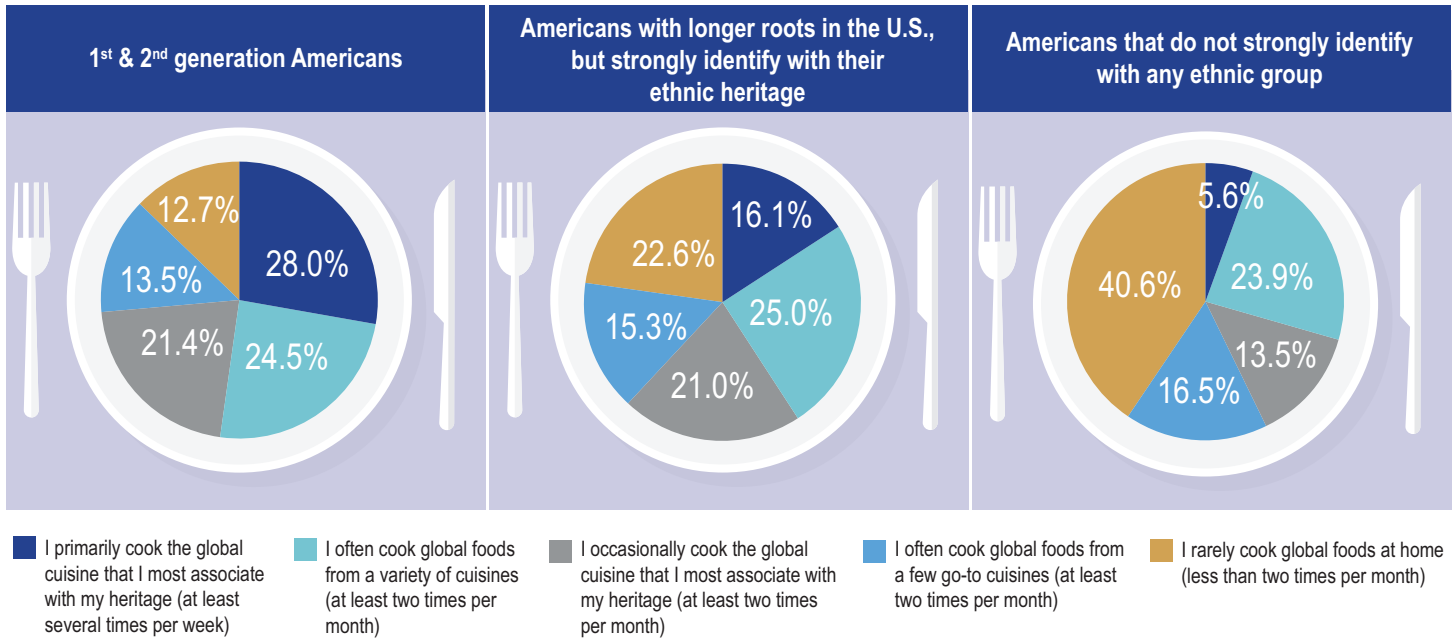 1st & 2nd generation Americans
Americans with longer roots in the U.S.,
but strongly identify with their
ethnic heritage
Americans that do not strongly identify
with any ethnic group
12.7%
28.0%
13.5%
21.4%
24.5%
16.1%
22.6%
25.0%
15.3%
21.0%
5.6%
40.6%
23.9%
13.5%
16.5%
I primarily cook the global
cuisine that I most associate
with my heritage (at least
several times per week)
I often cook global foods
from a variety of cuisines
(at least two times per
month)
I occasionally cook the global
cuisine that I most associate with
my heritage (at least two times
per month)
I often cook global foods from
a few go-to cuisines (at least
two times per month)
I rarely cook global foods at home
(less than two times per month)